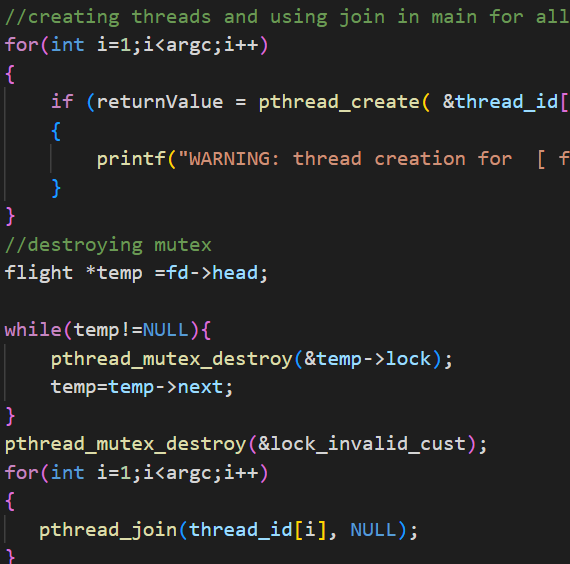 //creating threads and using join in main for all
for(int i=1;i<argc;i++)
{
if (returnValue = pthread_create( &thread_id[
{
printf("WARNING: thread creation for  [ f
}
}
//destroying mutex
flight *temp =fd->head;
while(temp!=NULL){
pthread_mutex_destroy(&temp->lock);
temp=temp->next;
}
pthread_mutex_destroy(&lock_invalid_cust);
for(int i=1;i<argc;i++)
{
pthread_join(thread_id[i], NULL);
}